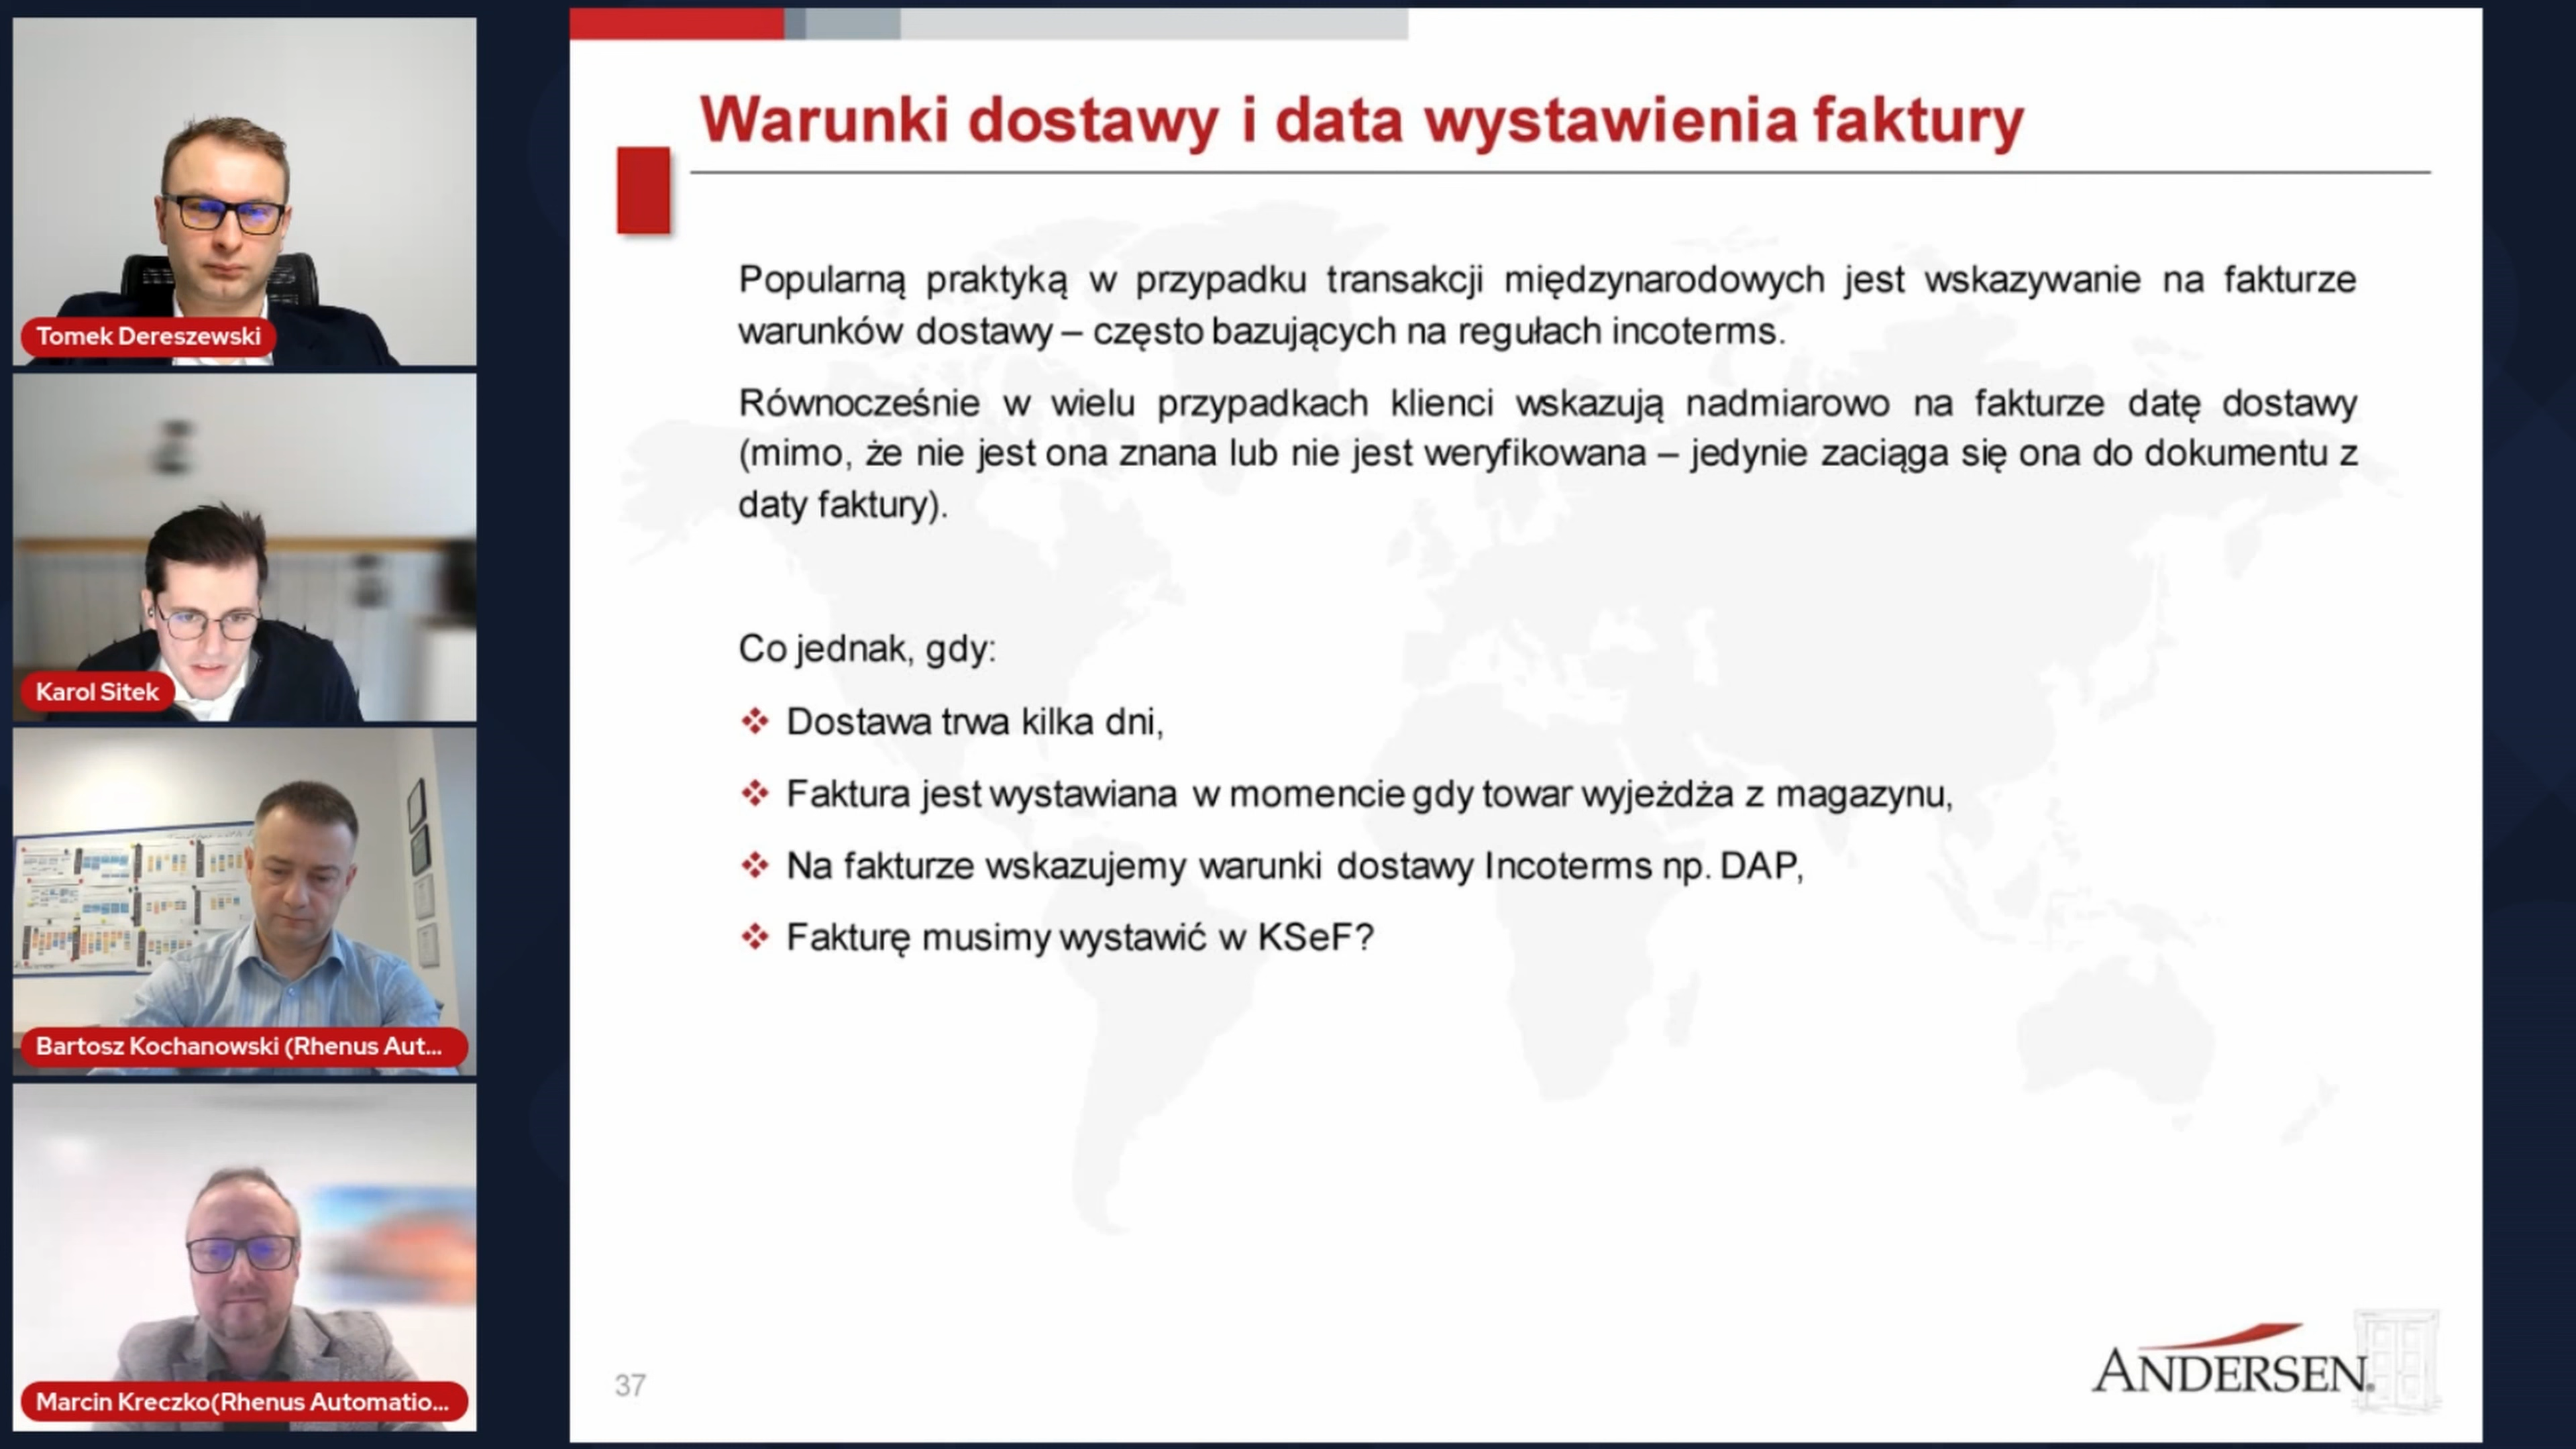 Tomek Dereszewski
Karol Sitek
Bartosz Kochanowski (Rhenus Aut...
Marcin Kreczko(Rhenus Automatio...
Warunki dostawy i data wystawienia faktury
Popularną praktyką w przypadku transakcji międzynarodowych jest wskazywanie na fakturze
warunków dostawy – często bazujących na regułach incoterms.
Równocześnie w wielu przypadkach klienci wskazują nadmiarowo na fakturze datę dostawy
(mimo, że nie jest ona znana lub nie jest weryfikowana – jedynie zaciąga się ona do dokumentu z
daty faktury).
Co jednak, gdy:
Dostawa trwa kilka dni,
Faktura jest wystawiana w momencie gdy towar wyjeżdża z magazynu,
Na fakturze wskazujemy warunki dostawy Incoterms np. DAP,
Fakturę musimy wystawić w KSeF?
37
ANDERSEN.